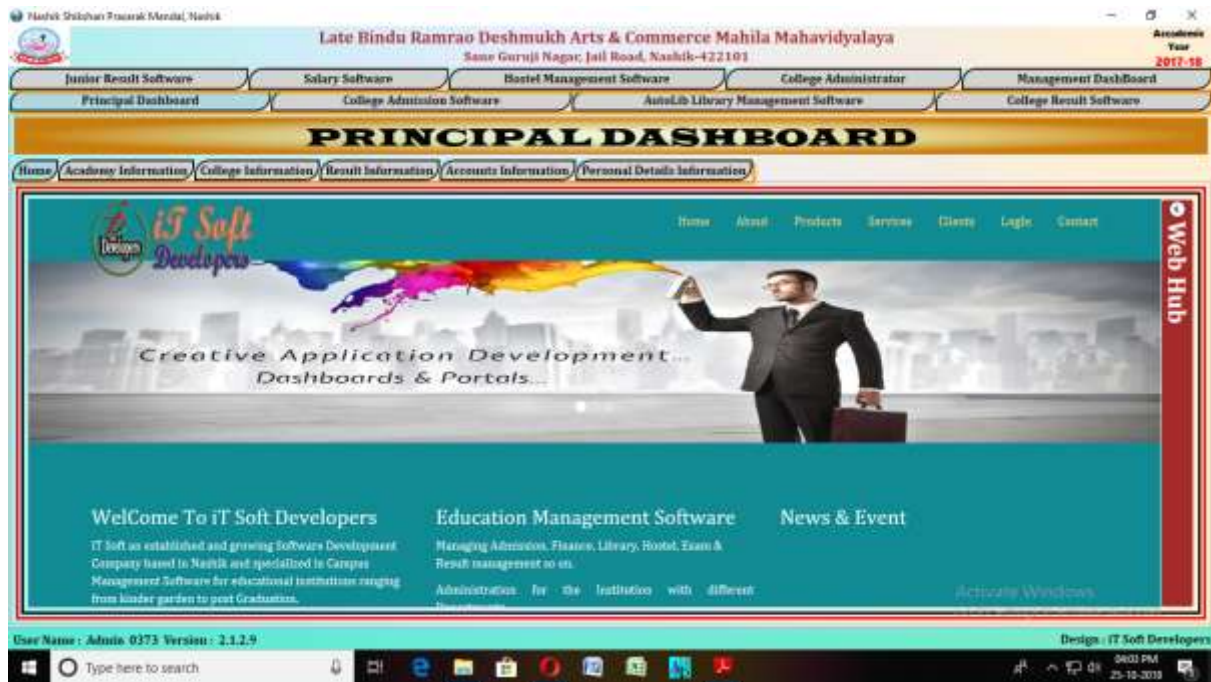 Nashik Shikshan Prasarak Mandal, Nashik
Late Bindu Ramrao Deshmukh Arts & Commerce Mahila Mahavidyalaya
Sane Guruji Nagar, Jail Road, Nashik-422101
Accademic
Year
2017-18
Junior Result Software Salary Software Hostel Management Software College Administrator Management DashBoard
Principal Dashboard College Admission Software AutoLib Library Management Software College Result Software
PRINCIPAL DASHBOARD
Home Academy Information College Information Result Information Accounts Information Personal Details Information
iT Soft
Developers
Developers
Home About Products Services Clients Login Contact
Web Hub
Creative Application Development...
Dashboards & Portals...
WelCome To iT Soft Developers
IT Soft an established and growing Software Development
Company based in Nashik and specialized in Campus
Management Software for educational institutions ranging
from kinder garden to post Graduation.
Education Management Software
Managing Admission, Finance, Library, Hostel, Exam &
Result management so on.
Administration for the Institution with different
Departments
News & Event
Activate Windows
User Name : Admin 0373 Version : 2.1.2.9
Design : iT Soft Developers
Type here to search
04:03 PM
25-10-2018